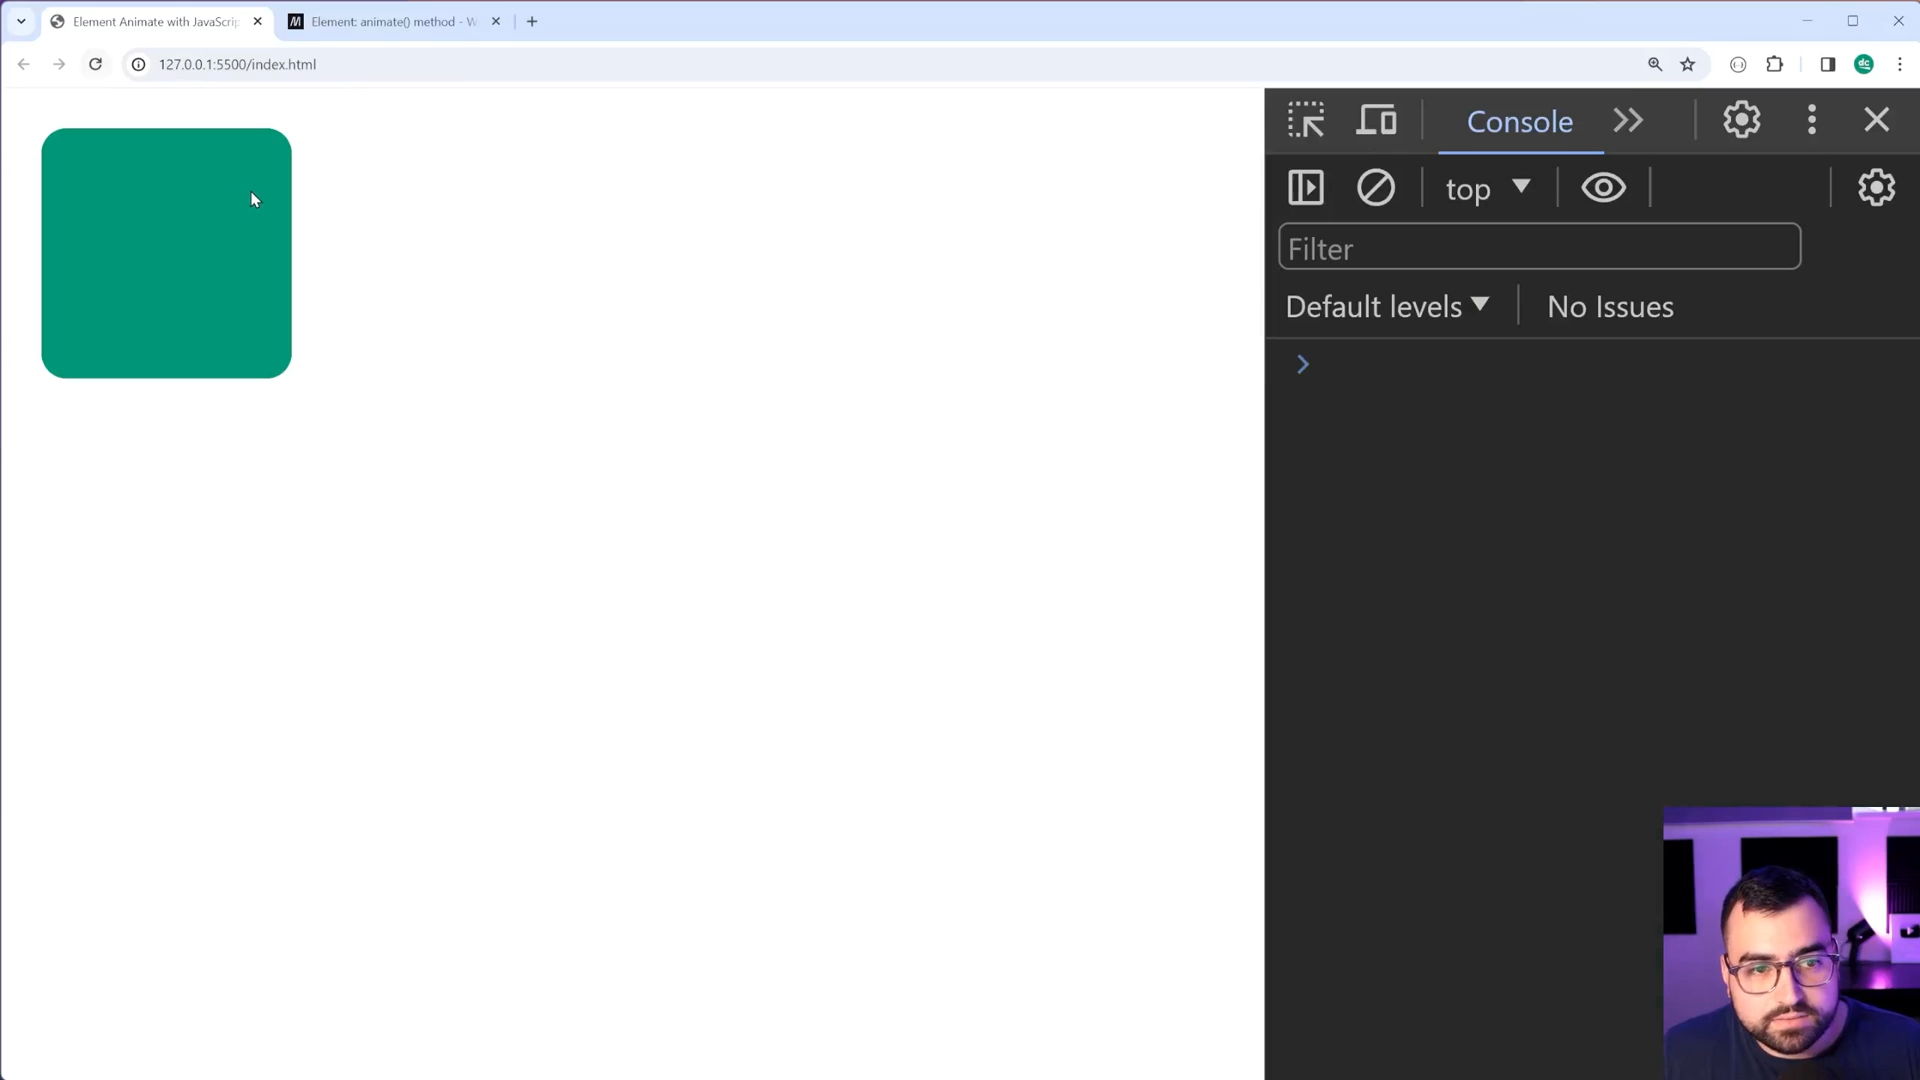 Element Animate with JavaScrip
Element: animate() method - W
127.0.0.1:5500/index.html
dc
Console
top
Filter
Default levels
No Issues